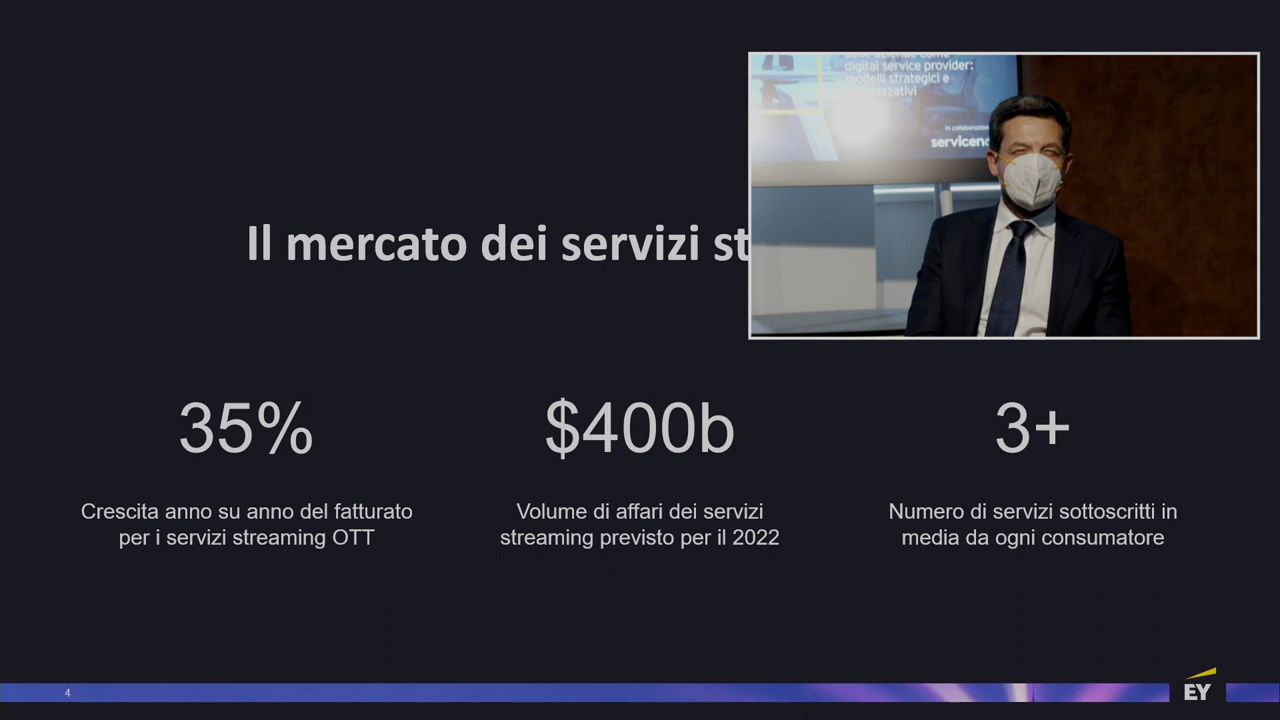 digital service provider:
modelli strategici e
in collaborazione
Il mercato dei servizi
35%
$400b
3+
Crescita anno su anno del fatturato
per i servizi streaming OTT
Volume di affari dei servizi
streaming previsto per il 2022
Numero di servizi sottoscritti in
media da ogni consumatore
4
EY